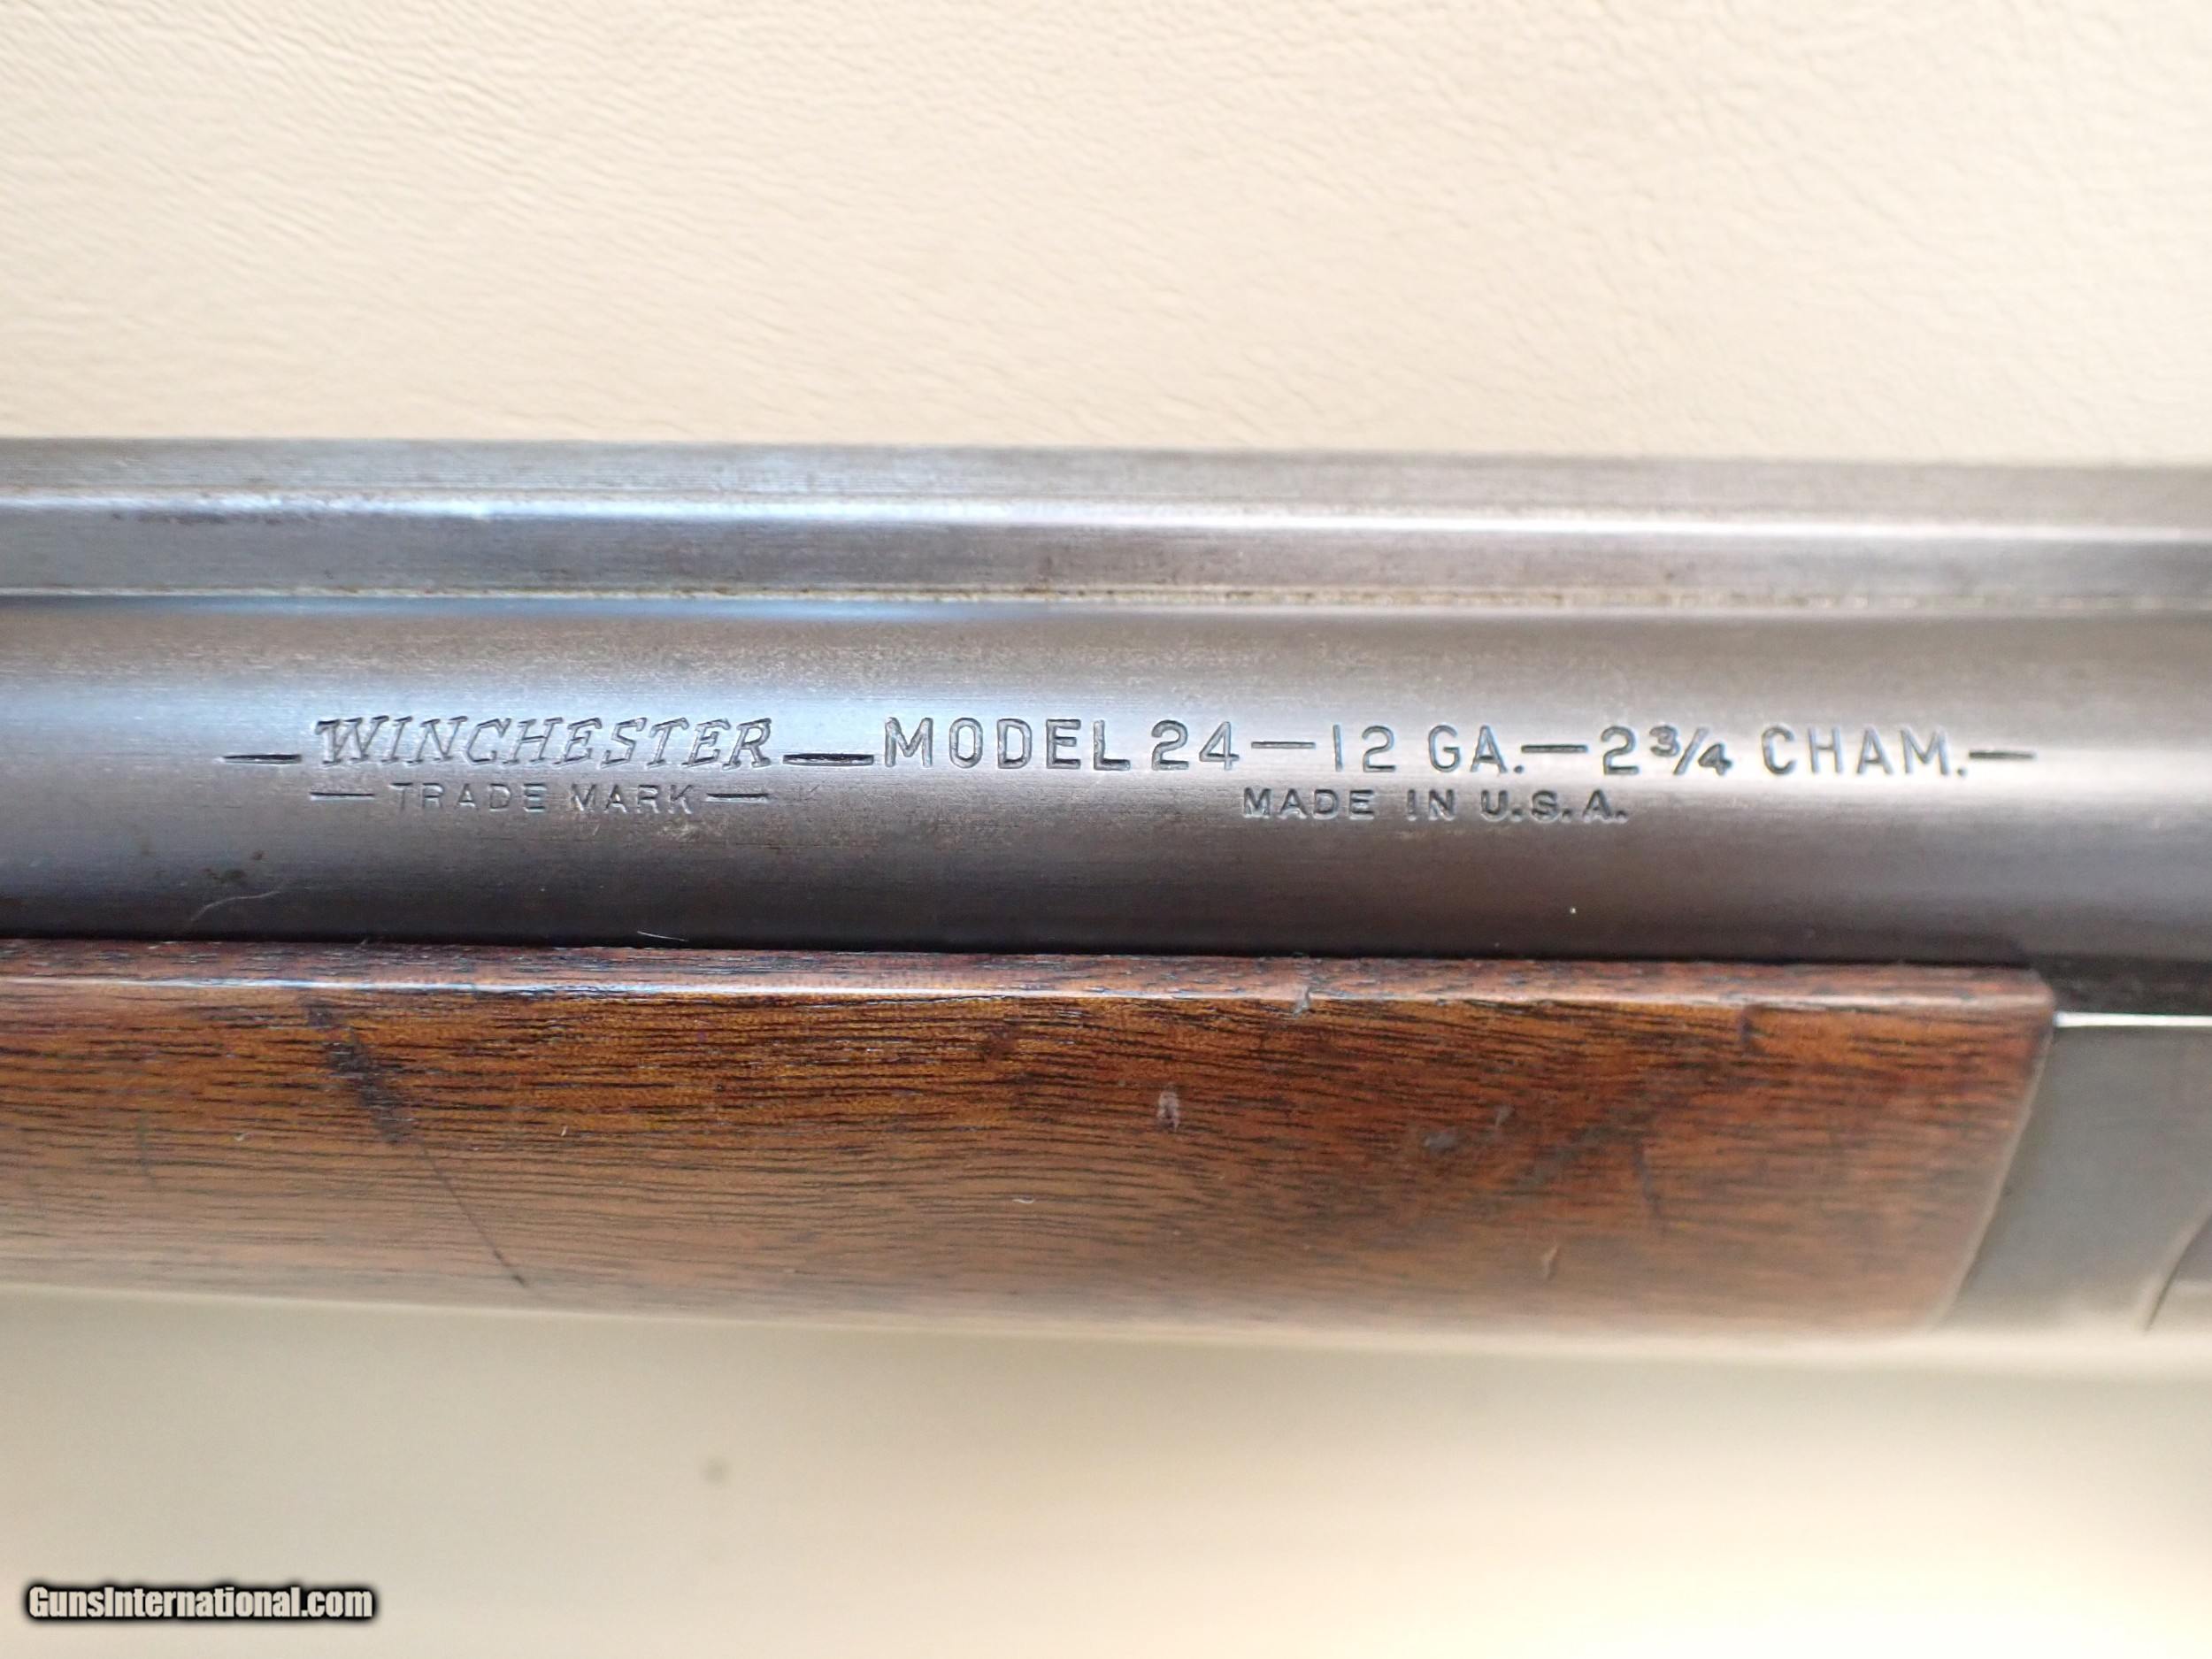 —WINCHESTER—MODEL 24—12 GA.—2¾ CHAM.—
—TRADE MARK— MADE IN U.S.A.
GunsInternational.com